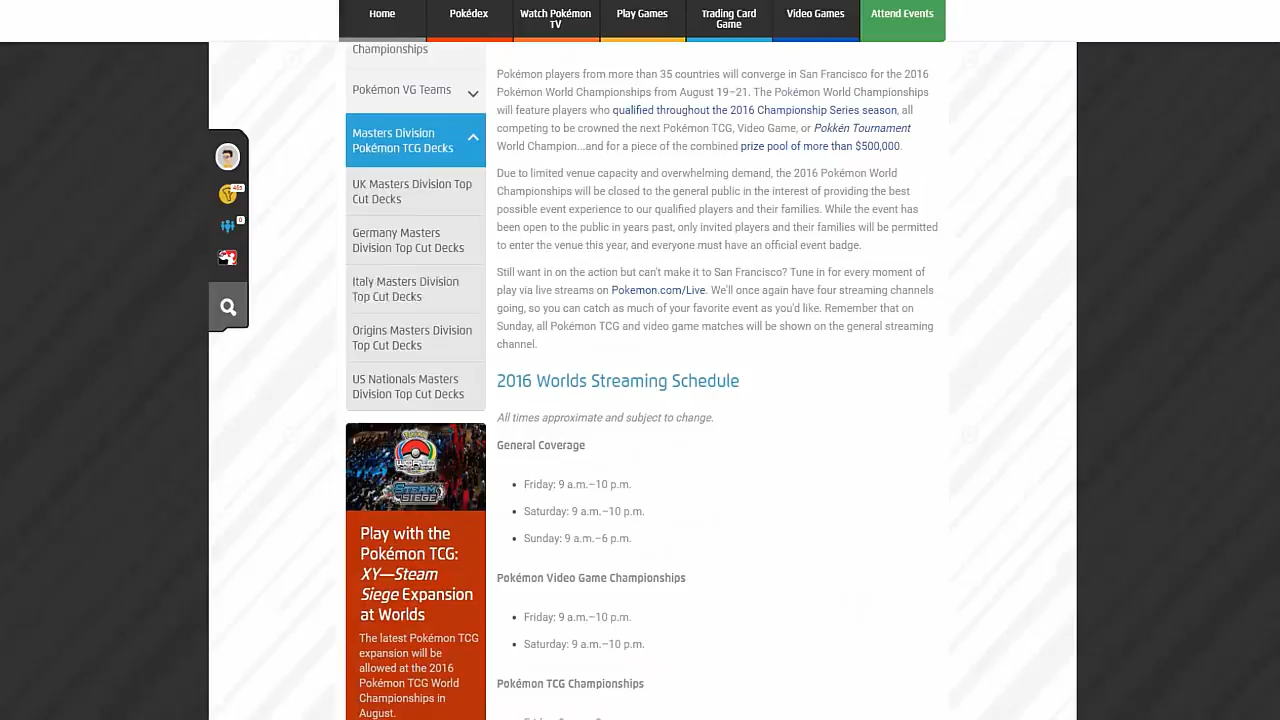 Home
Pokédex
Watch Pokémon
TV
Play Games
Trading Card
Game
Video Games
Attend Events
Championships
Pokémon VG Teams
Masters Division
Pokémon TCG Decks
UK Masters Division Top
Cut Decks
Germany Masters
Division Top Cut Decks
Italy Masters Division
Top Cut Decks
Origins Masters Division
Top Cut Decks
US Nationals Masters
Division Top Cut Decks
STEAM
SIEGE
Play with the
Pokémon TCG:
XY—Steam
Siege Expansion
at Worlds
The latest Pokémon TCG
expansion will be
allowed at the 2016
Pokémon TCG World
Championships in
August.
Pokémon players from more than 35 countries will converge in San Francisco for the 2016
Pokémon World Championships from August 19–21. The Pokémon World Championships
will feature players who qualified throughout the 2016 Championship Series season, all
competing to be crowned the next Pokémon TCG, Video Game, or Pokkén Tournament
World Champion...and for a piece of the combined prize pool of more than $500,000.
Due to limited venue capacity and overwhelming demand, the 2016 Pokémon World
Championships will be closed to the general public in the interest of providing the best
possible event experience to our qualified players and their families. While the event has
been open to the public in years past, only invited players and their families will be permitted
to enter the venue this year, and everyone must have an official event badge.
Still want in on the action but can't make it to San Francisco? Tune in for every moment of
play via live streams on Pokemon.com/Live. We'll once again have four streaming channels
going, so you can catch as much of your favorite event as you'd like. Remember that on
Sunday, all Pokémon TCG and video game matches will be shown on the general streaming
channel.
2016 Worlds Streaming Schedule
All times approximate and subject to change.
General Coverage
Friday: 9 a.m.–10 p.m.
Saturday: 9 a.m.–10 p.m.
Sunday: 9 a.m.–6 p.m.
Pokémon Video Game Championships
Friday: 9 a.m.–10 p.m.
Saturday: 9 a.m.–10 p.m.
Pokémon TCG Championships